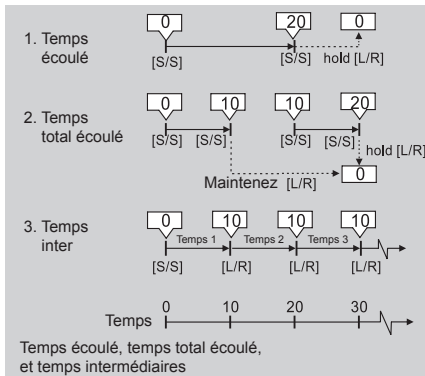 0 20 0
1. Temps
écoulé
[S/S] [S/S] hold [L/R]
0 10 10 20
2. Temps
total écoulé
[S/S] [S/S] [S/S] [S/S]
hold [L/R]
0
Maintenez [L/R]
0 10 10 10
3. Temps
inter
Temps 1 Temps 2 Temps 3
[S/S] [L/R] [L/R] [L/R]
0 10 20 30
Temps
Temps écoulé, temps total écoulé,
et temps intermédiaires